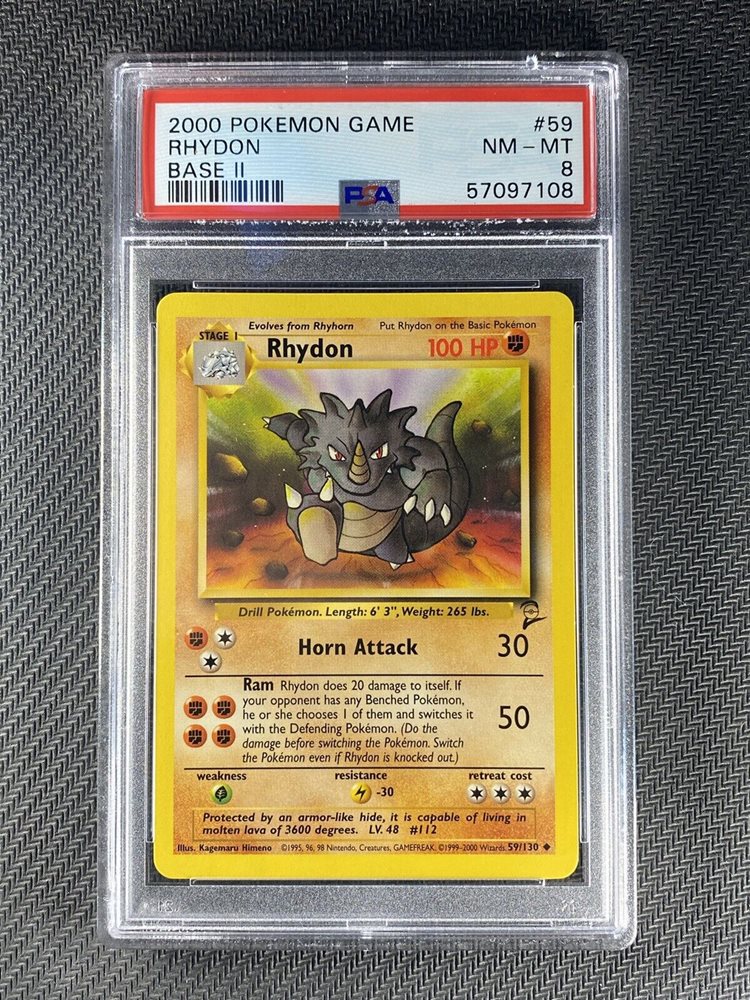 2000 POKEMON GAME #59
RHYDON NM - MT
BASE II 8
PSA 57097108
Evolves from Rhyhorn Put Rhydon on the Basic Pokémon
STAGE 1
Rhydon 100 HP
Drill Pokémon. Length: 6' 3", Weight: 265 lbs.
Horn Attack 30
Ram Rhydon does 20 damage to itself. If
your opponent has any Benched Pokémon,
he or she chooses 1 of them and switches it
with the Defending Pokémon. (Do the
damage before switching the Pokémon. Switch
the Pokémon even if Rhydon is knocked out.)
50
weakness resistance retreat cost
-30
Protected by an armor-like hide, it is capable of living in
molten lava of 3600 degrees. LV. 48 #112
Illus. Kagemaru Himeno ©1995, 96, 98 Nintendo, Creatures, GAMEFREAK. ©1999-2000 Wizards. 59/130